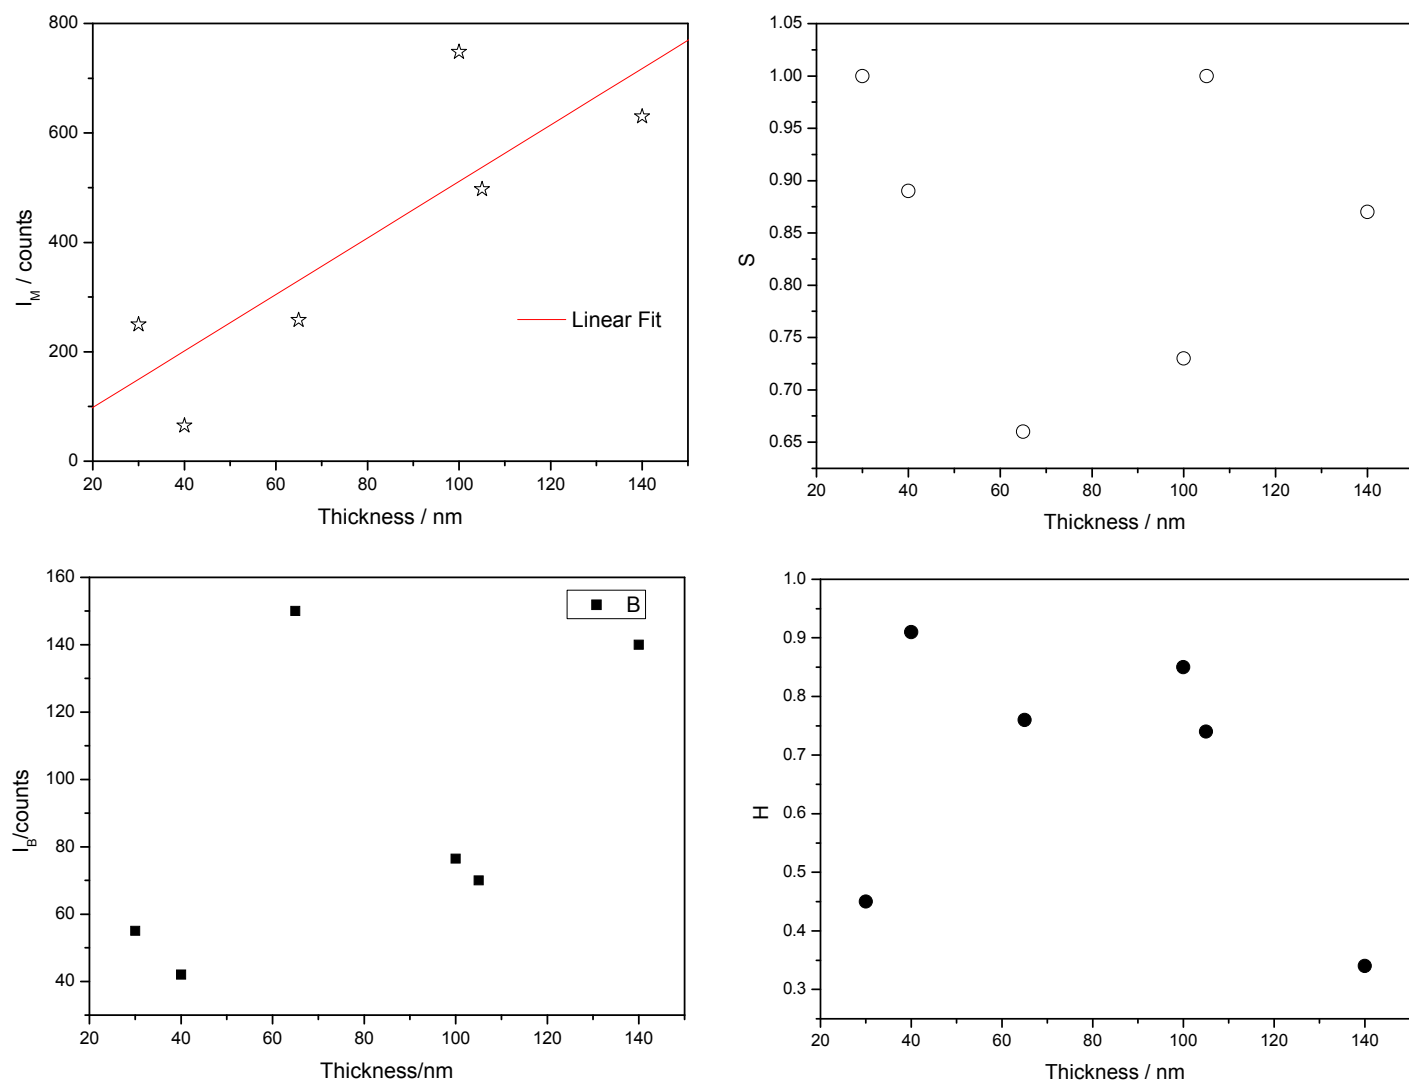 800
600
400
200
0
20 40 60 80 100 120 140
I_M / counts
Thickness / nm
Linear Fit
1.05
1.00
0.95
0.90
0.85
0.80
0.75
0.70
0.65
20 40 60 80 100 120 140
S
Thickness / nm
160
140
120
100
80
60
40
20 40 60 80 100 120 140
I_B/counts
Thickness/nm
B
1.0
0.9
0.8
0.7
0.6
0.5
0.4
0.3
20 40 60 80 100 120 140
H
Thickness / nm